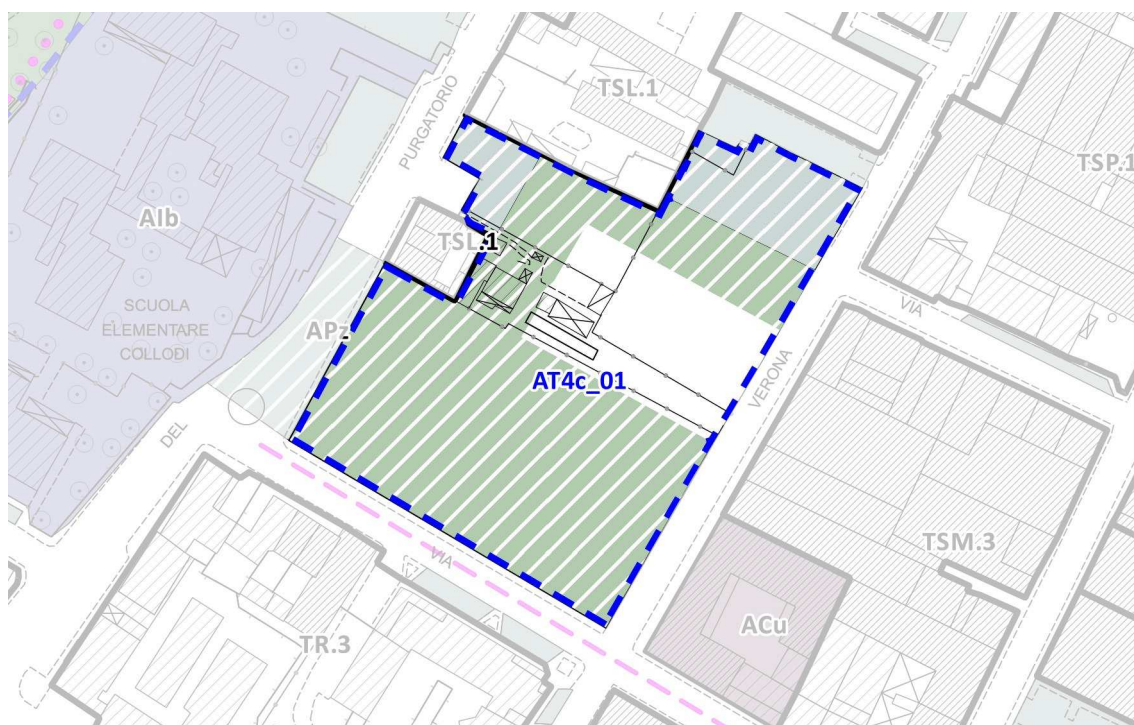 TSL.1
PURGATORIO
TSP.1
AIb
TSL.1
SCUOLA
ELEMENTARE
COLLODI
APz
VIA
VERONA
AT4c_01
DEL
VIA
TSM.3
ACu
TR.3